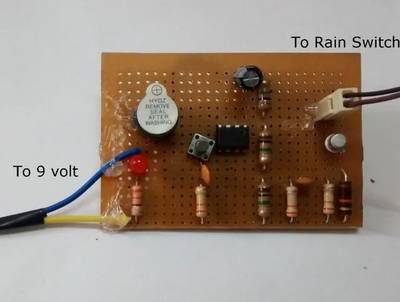 To Rain Switch
HYDZ
REMOVE
SEAL
AFTER
WASHING
To 9 volt